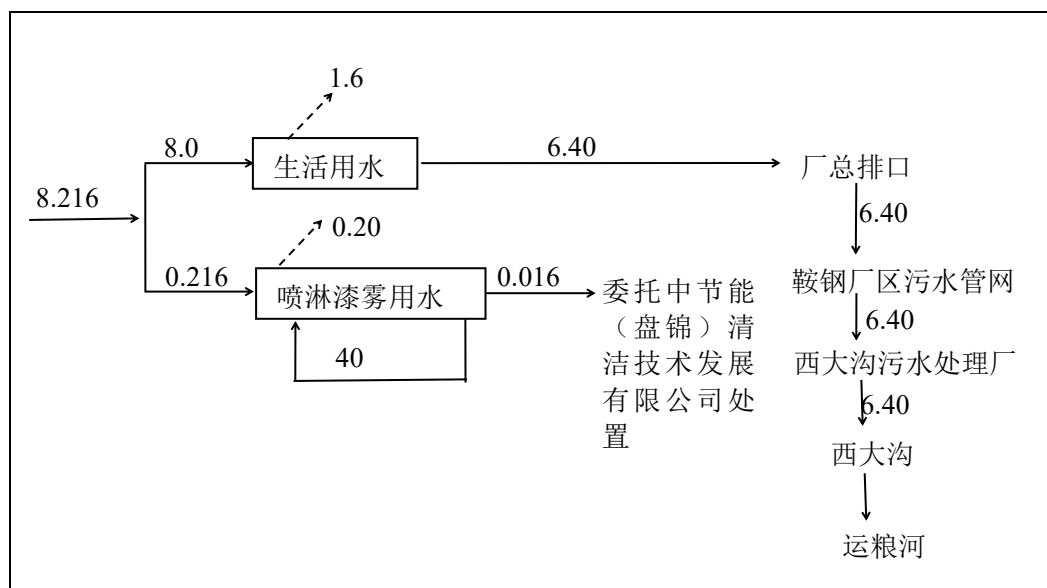 1.6
8.0
生活用水
6.40
厂总排口
8.216
6.40
0.20
0.216
喷淋漆雾用水
0.016
委托中节能
（盘锦）清
洁技术发展
有限公司处
置
40
鞍钢厂区污水管网
6.40
西大沟污水处理厂
6.40
西大沟
运粮河